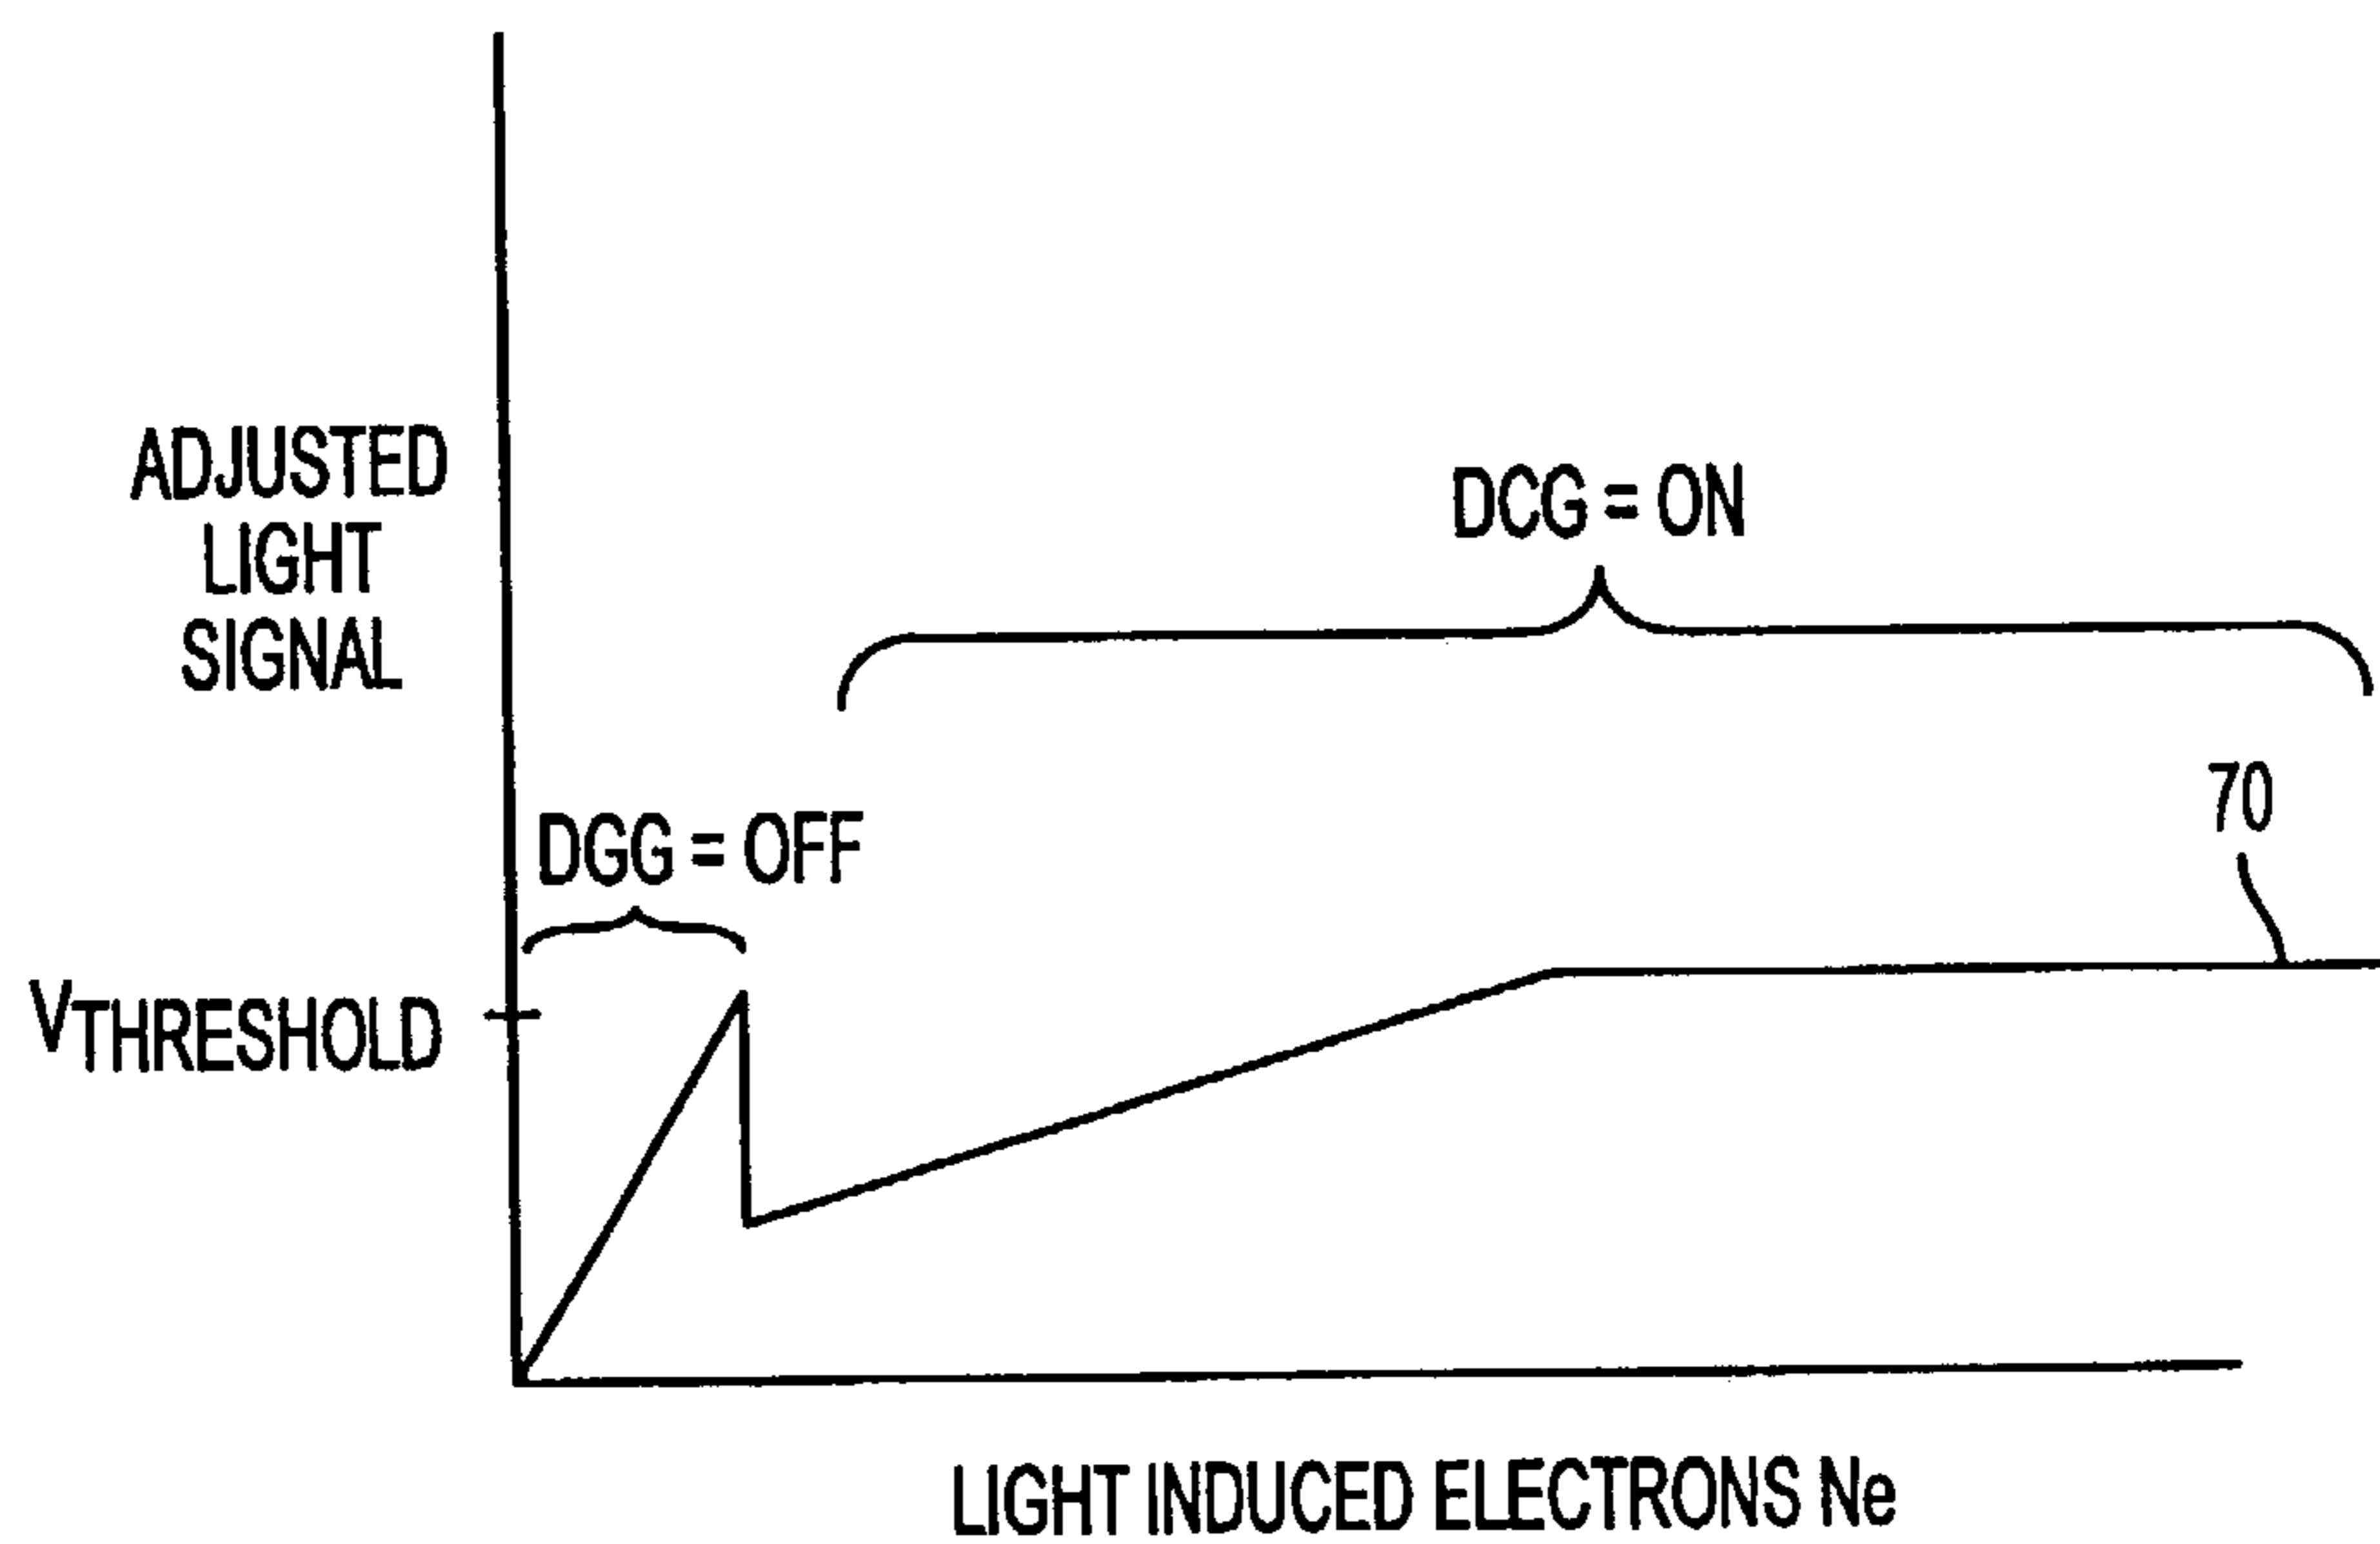 ADJUSTED
LIGHT
SIGNAL
DCG = ON
70
DGG = OFF
VTHRESHOLD
LIGHT INDUCED ELECTRONS Ne